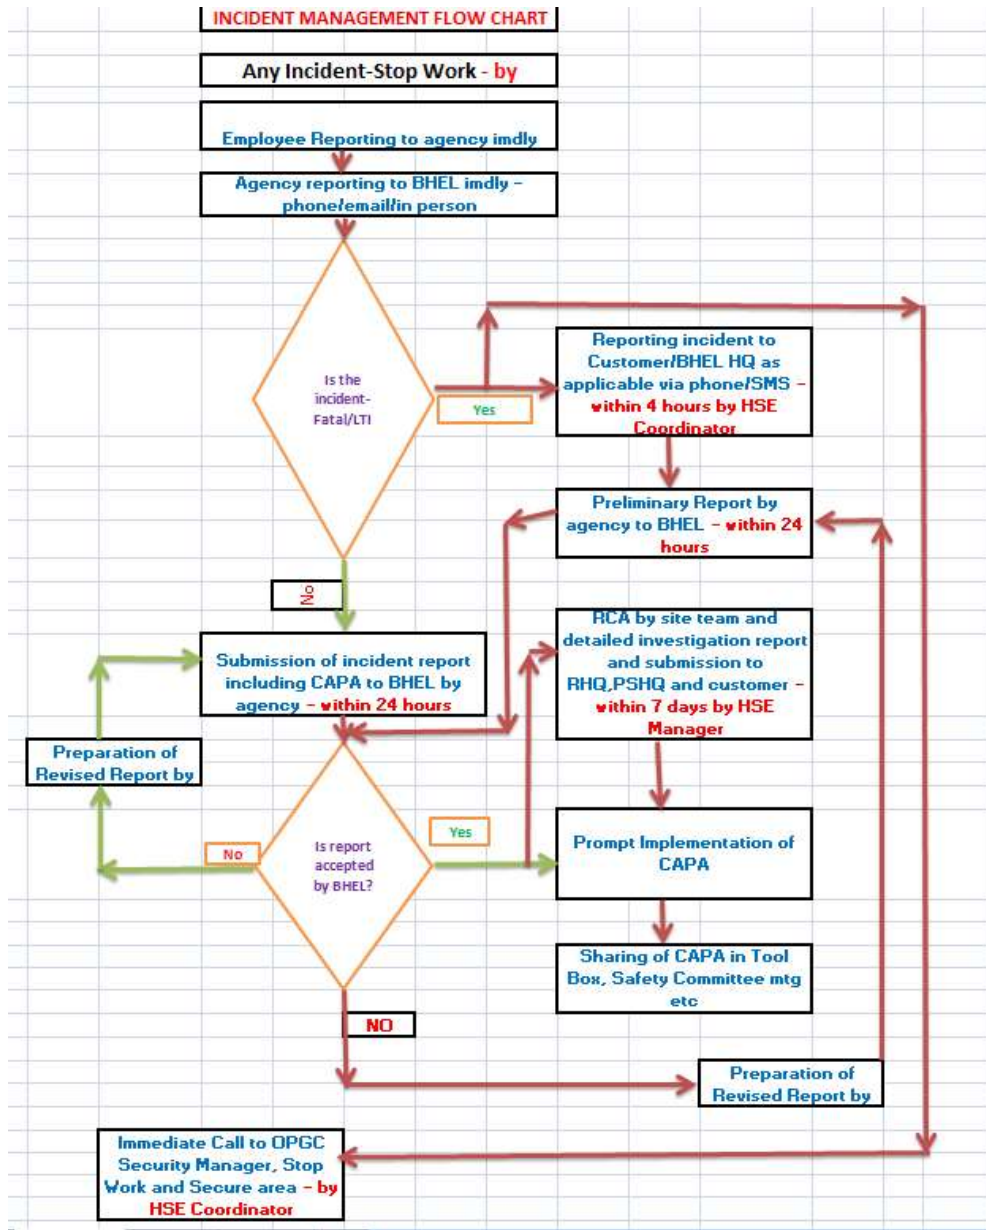 INCIDENT MANAGEMENT FLOW CHART
Any Incident-Stop Work - by
Employee Reporting to agency imdly
Agency reporting to BHEL imdly –
phone/email/in person
Is the
incident-
Fatal/LTI
Yes
Reporting incident to
Customer/BHEL HQ as
applicable via phone/SMS –
within 4 hours by HSE
Coordinator
Preliminary Report by
agency to BHEL – within 24
hours
No
Submission of incident report
including CAPA to BHEL by
agency – within 24 hours
RCA by site team and
detailed investigation report
and submission to
RHQ,PSHQ and customer –
within 7 days by HSE
Manager
Preparation of
Revised Report by
No
Is report
accepted
by BHEL?
Yes
Prompt Implementation of
CAPA
Sharing of CAPA in Tool
Box, Safety Committee mtg
etc
NO
Preparation of
Revised Report by
Immediate Call to OPGC
Security Manager, Stop
Work and Secure area – by
HSE Coordinator